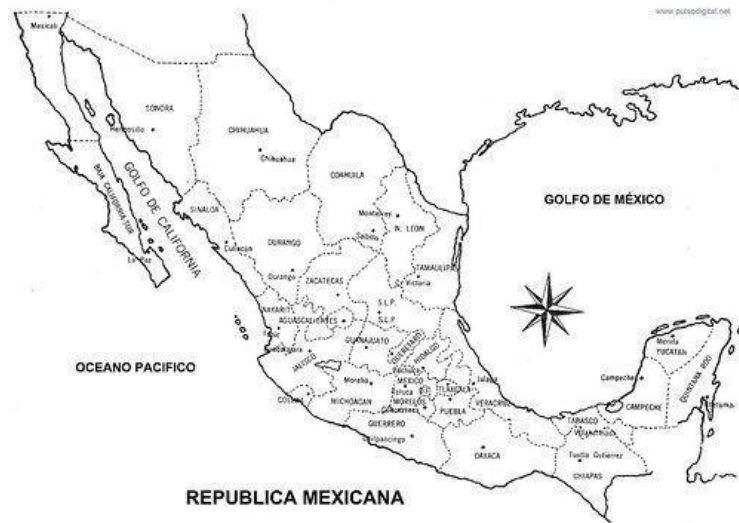 www.pulsodigital.net
Mexicali
SONORA
Hermosillo
CHIHUAHUA
Chihuahua
COAHUILA
BAJA CALIFORNIA SUR
GOLFO DE CALIFORNIA
GOLFO DE MÉXICO
SINALOA
Culiacán
La Paz
DURANGO
Durango
Monterrey
N. LEON
Saltillo
TAMAULIPAS
C. Victoria
ZACATECAS
S.L.P.
S.L.P.
NAYARIT
Tepic
AGUASCALIENTES
GUANAJUATO
QUERETARO
HIDALGO
Guadalajara
JALISCO
OCEANO PACIFICO
Pachuca
Morelia
MEXICO
Toluca
D.F.
TLAXCALA
Jalapa
COLIMA
MICHOACAN
MORELOS
Cuernavaca
PUEBLA
VERACRUZ
GUERRERO
Chilpancingo
OAXACA
Merida
YUCATAN
QUINTANA ROO
Campeche
CAMPECHE
TABASCO
Villahermosa
Tuxtla Gutierrez
CHIAPAS
REPUBLICA MEXICANA